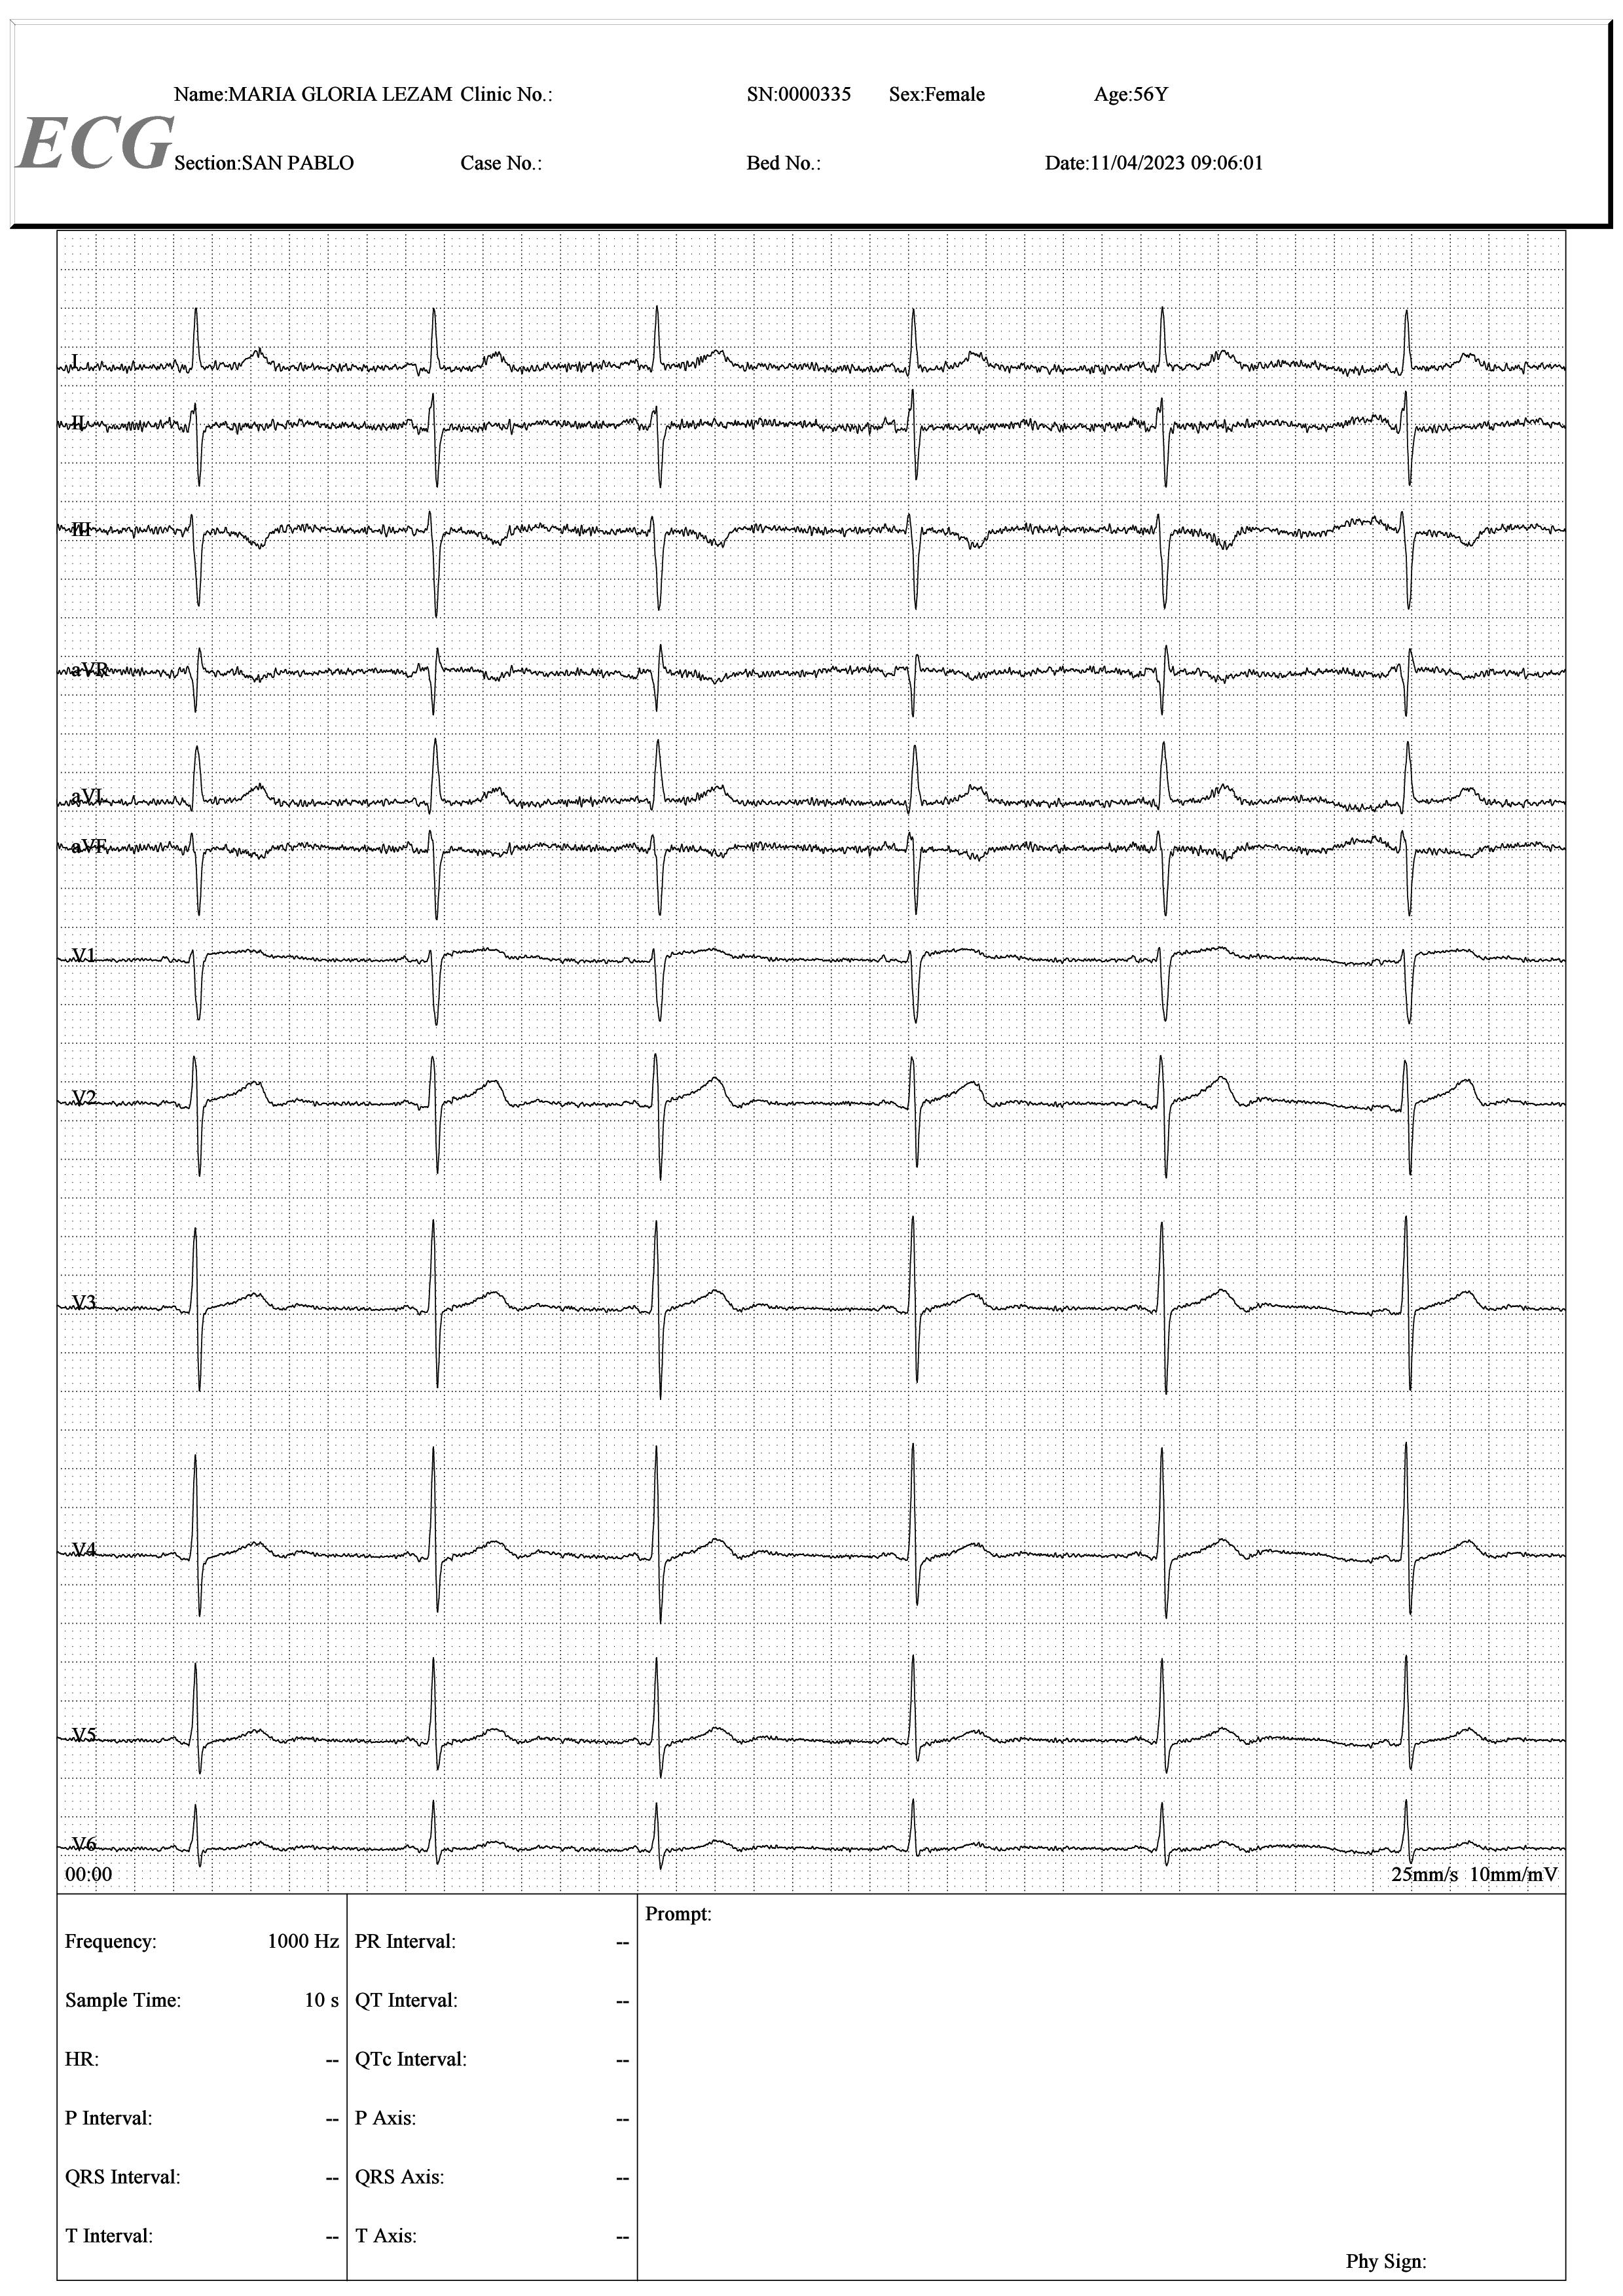 ECG
Name:MARIA GLORIA LEZAM Clinic No.: SN:0000335 Sex:Female Age:56Y
Section:SAN PABLO Case No.: Bed No.: Date:11/04/2023 09:06:01
I
II
III
aVR
aVL
aVF
V1
V2
V3
V4
V5
V6
00:00 25mm/s 10mm/mV
Frequency: 1000 Hz PR Interval: -- Prompt:
Sample Time: 10 s QT Interval: --
HR: -- QTc Interval: --
P Interval: -- P Axis: --
QRS Interval: -- QRS Axis: --
T Interval: -- T Axis: --
Phy Sign: